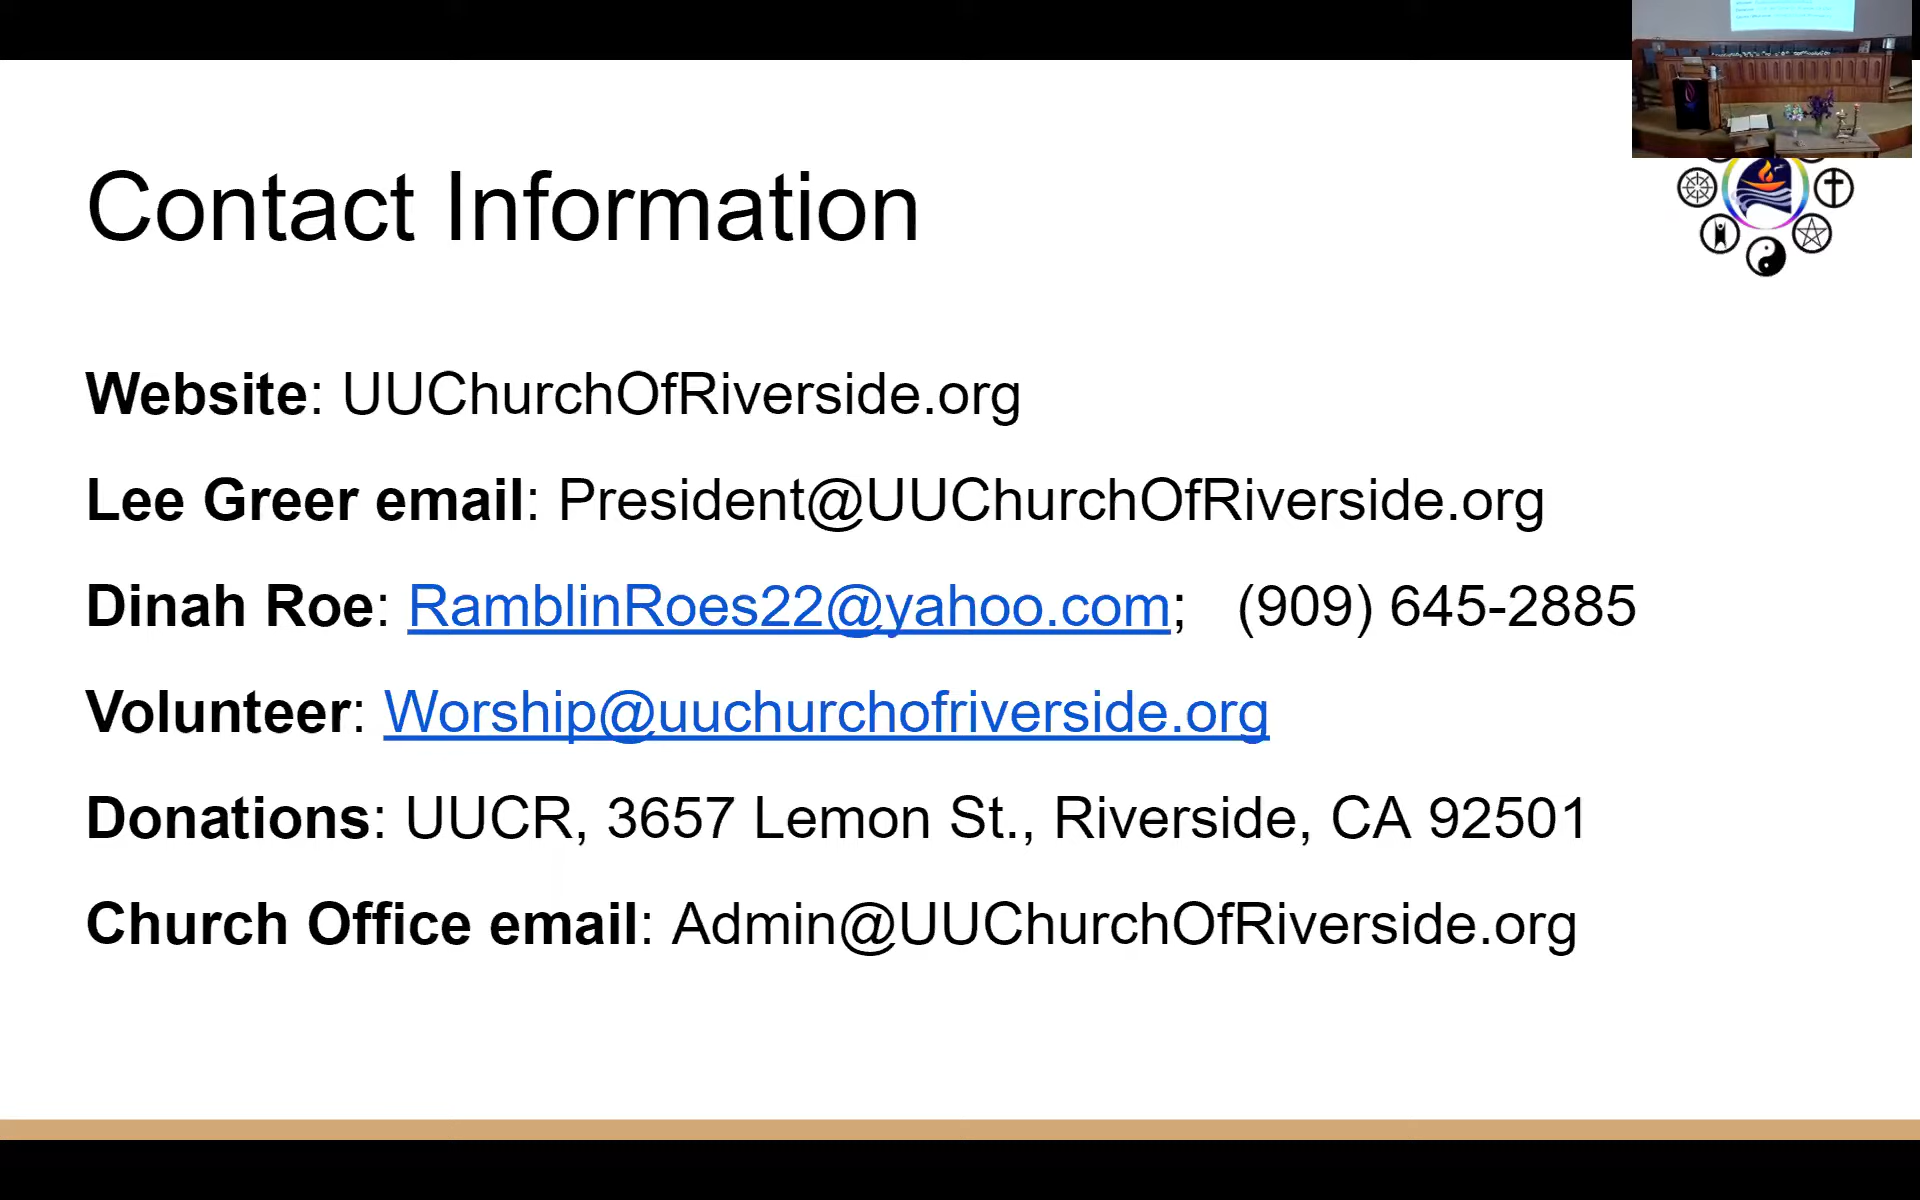 Contact Information
Website: UUChurchOfRiverside.org
Lee Greer email: President@UUChurchOfRiverside.org
Dinah Roe: RamblinRoes22@yahoo.com; (909) 645-2885
Volunteer: Worship@uuchurchofriverside.org
Donations: UUCR, 3657 Lemon St., Riverside, CA 92501
Church Office email: Admin@UUChurchOfRiverside.org